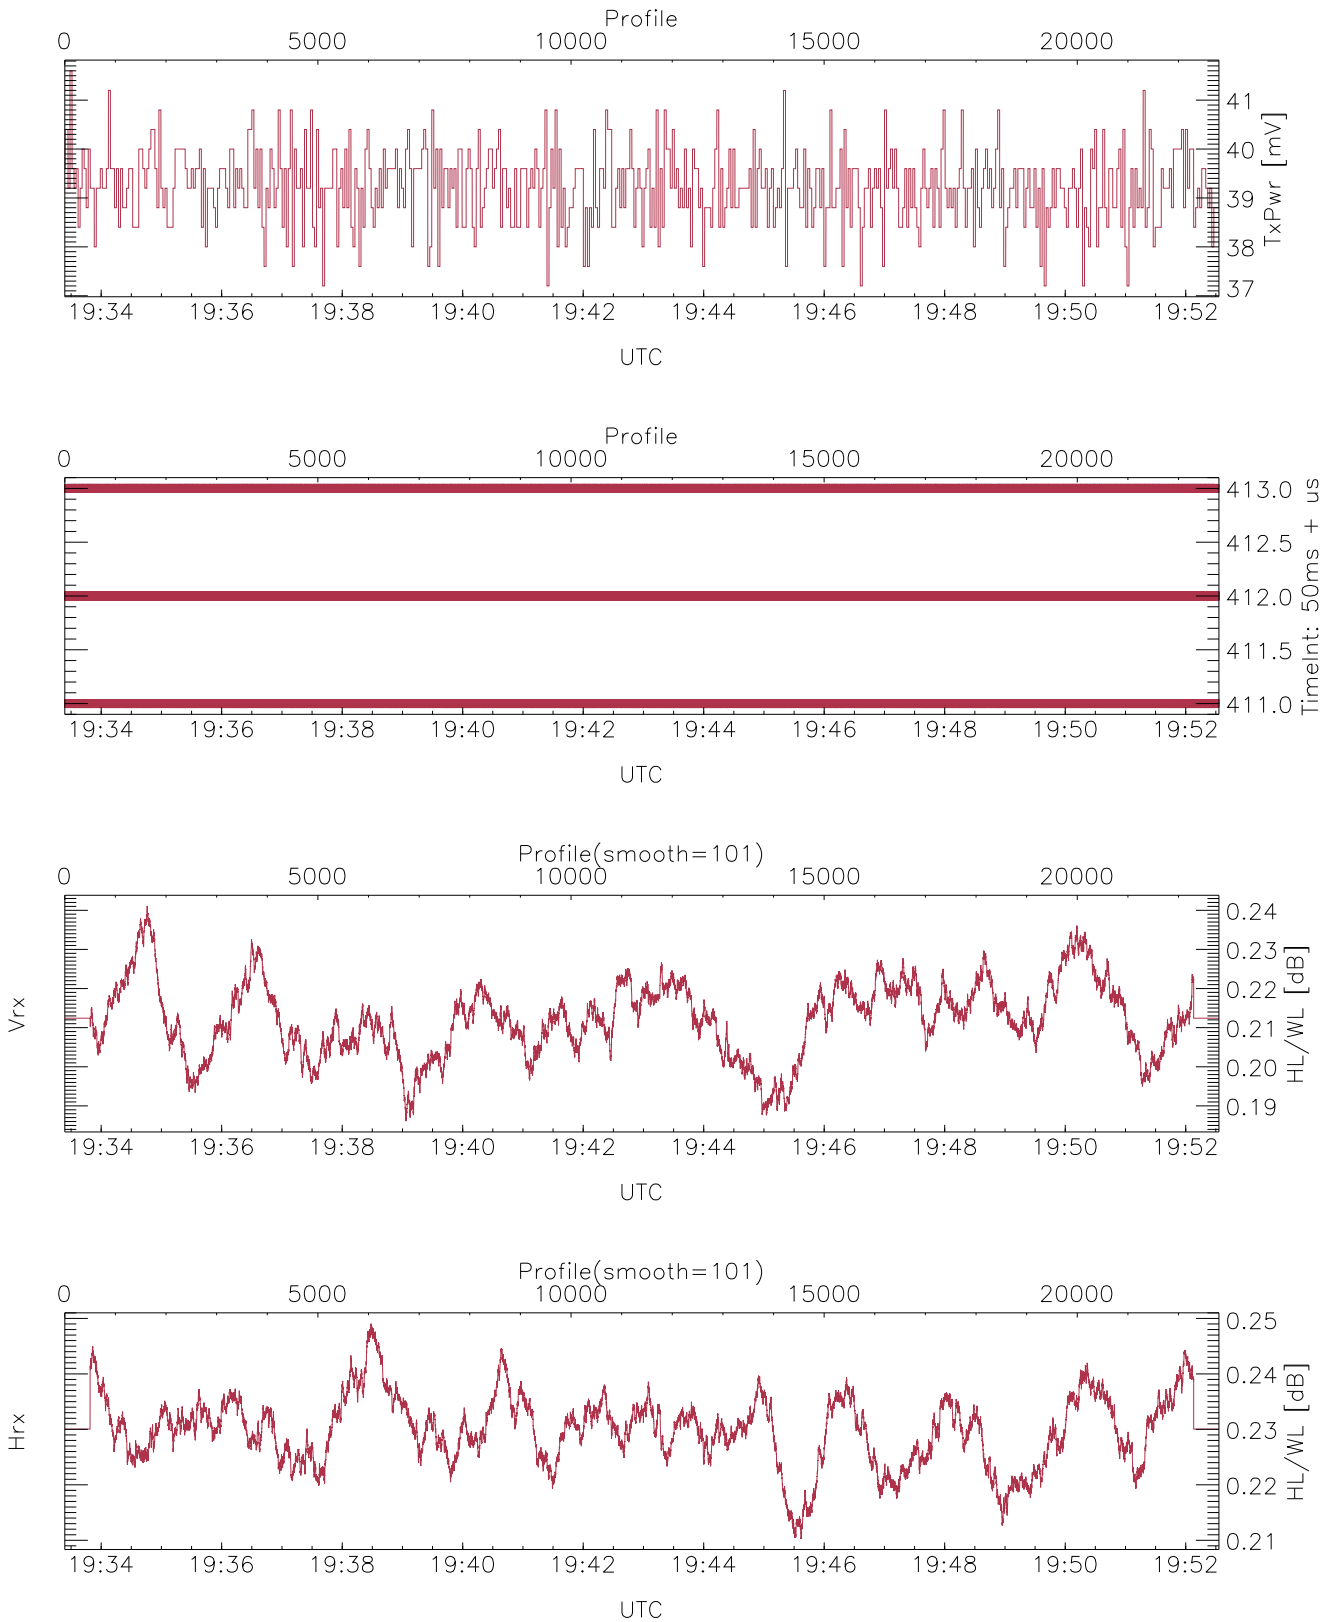 Profile
0 5000 10000 15000 20000
41
40
39
38
37
TxPwr [mV]
19:34 19:36 19:38 19:40 19:42 19:44 19:46 19:48 19:50 19:52
UTC
Profile
0 5000 10000 15000 20000
413.0
412.5
412.0
411.5
411.0
TimeInt: 50ms + us
19:34 19:36 19:38 19:40 19:42 19:44 19:46 19:48 19:50 19:52
UTC
Profile(smooth=101)
0 5000 10000 15000 20000
Vrx
0.24
0.23
0.22
0.21
0.20
0.19
HL/WL [dB]
19:34 19:36 19:38 19:40 19:42 19:44 19:46 19:48 19:50 19:52
UTC
Profile(smooth=101)
0 5000 10000 15000 20000
Hrx
0.25
0.24
0.23
0.22
0.21
HL/WL [dB]
19:34 19:36 19:38 19:40 19:42 19:44 19:46 19:48 19:50 19:52
UTC